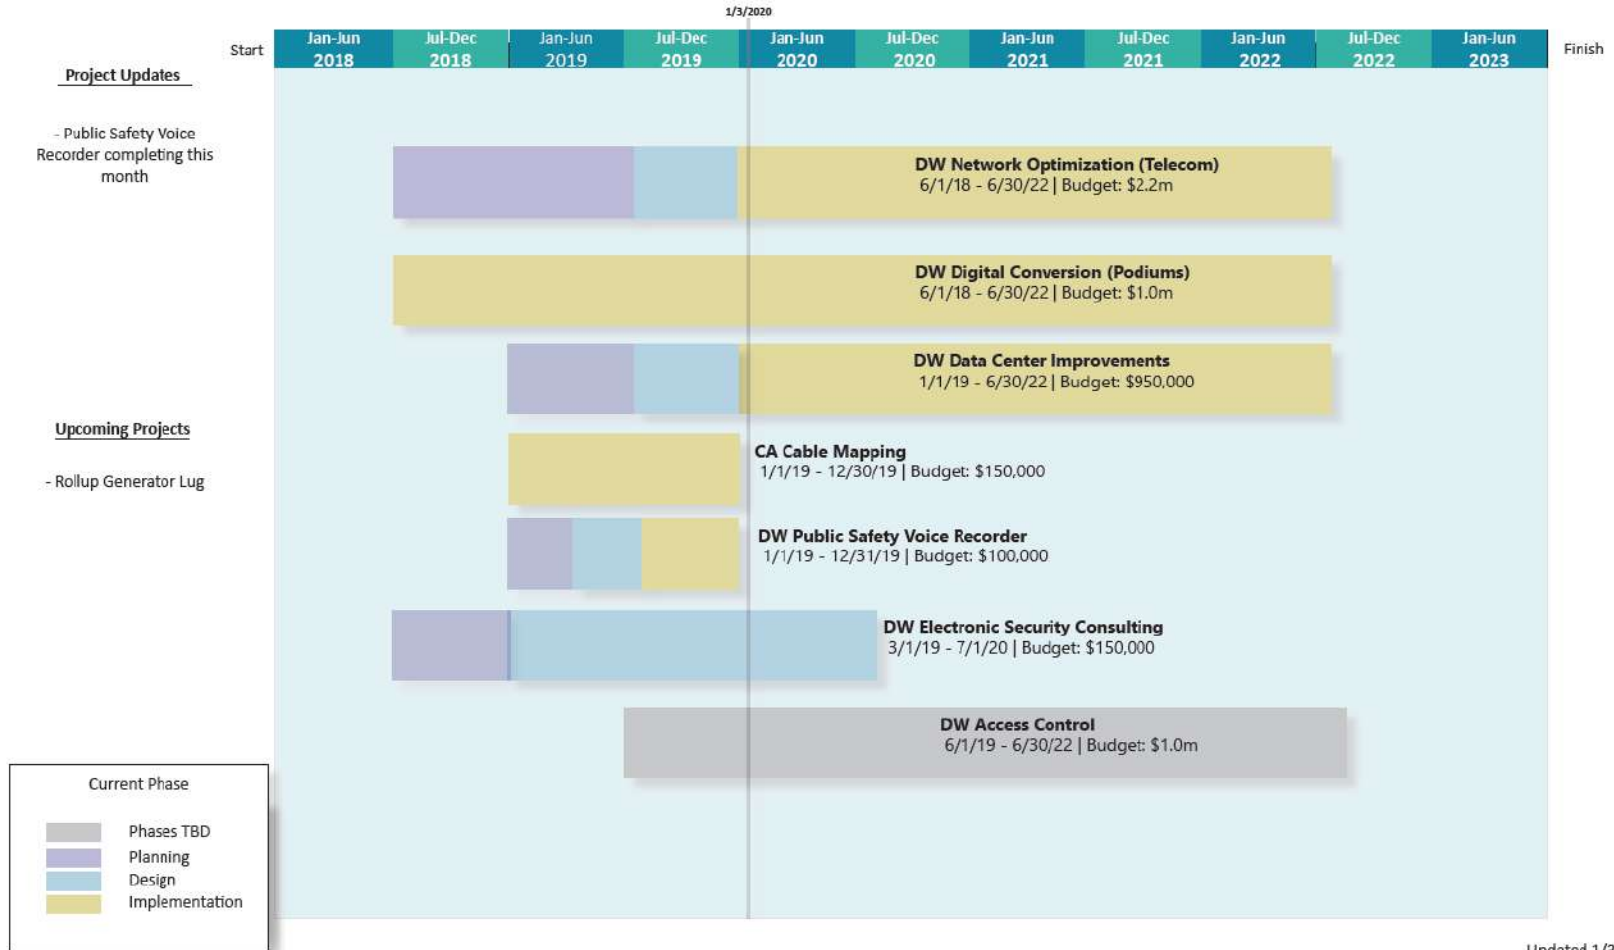 1/3/2020
Start
Jan-Jun
2018
Jul-Dec
2018
Jan-Jun
2019
Jul-Dec
2019
Jan-Jun
2020
Jul-Dec
2020
Jan-Jun
2021
Jul-Dec
2021
Jan-Jun
2022
Jul-Dec
2022
Jan-Jun
2023
Finish
Project Updates
- Public Safety Voice
Recorder completing this
month
DW Network Optimization (Telecom)
6/1/18 - 6/30/22 | Budget: $2.2m
DW Digital Conversion (Podiums)
6/1/18 - 6/30/22 | Budget: $1.0m
DW Data Center Improvements
1/1/19 - 6/30/22 | Budget: $950,000
Upcoming Projects
- Rollup Generator Lug
CA Cable Mapping
1/1/19 - 12/30/19 | Budget: $150,000
DW Public Safety Voice Recorder
1/1/19 - 12/31/19 | Budget: $100,000
DW Electronic Security Consulting
3/1/19 - 7/1/20 | Budget: $150,000
DW Access Control
6/1/19 - 6/30/22 | Budget: $1.0m
Current Phase
Phases TBD
Planning
Design
Implementation
Updated